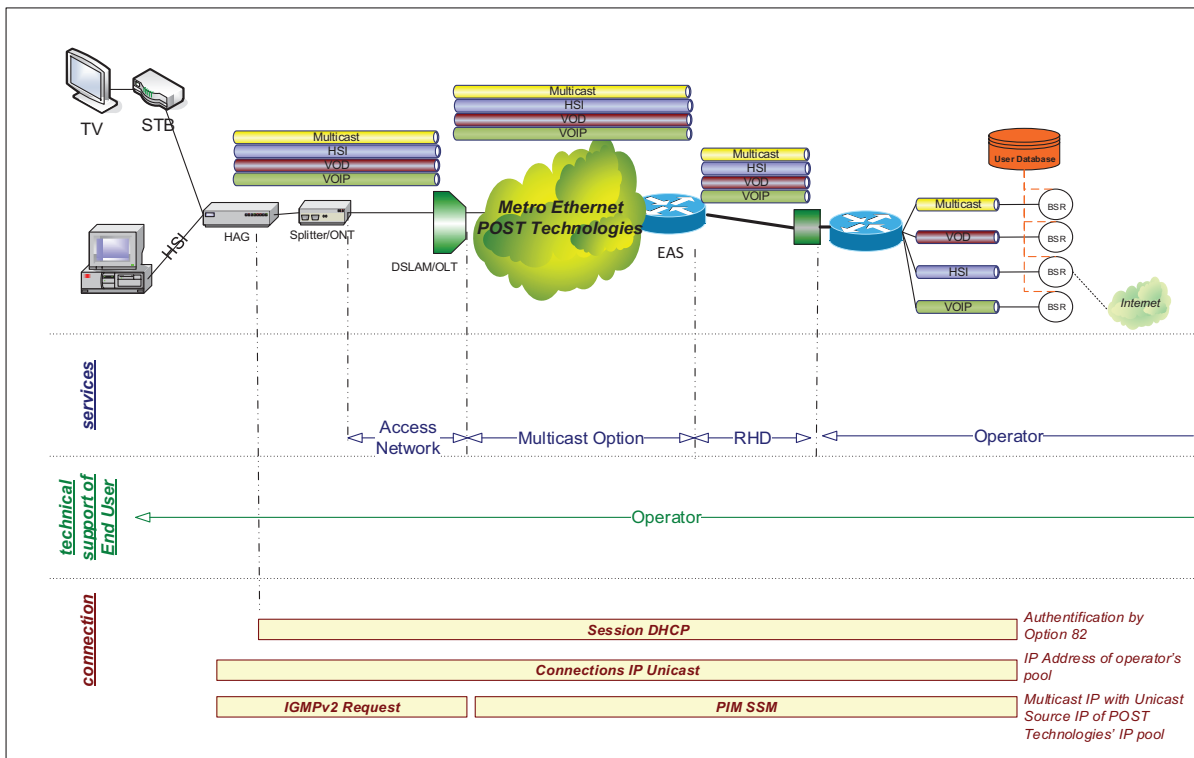 TV
STB
HSI
HAG
Splitter/ONT
Multicast
HSI
VOD
VOIP
DSLAM/OLT
Multicast
HSI
VOD
VOIP
Metro Ethernet
POST Technologies
EAS
Multicast
HSI
VOD
VOIP
User Database
Multicast
BSR
VOD
BSR
HSI
BSR
Internet
VOIP
BSR
services
Access
Network
Multicast Option
RHD
Operator
technical
support of
End User
Operator
connection
Session DHCP
Authentification by
Option 82
Connections IP Unicast
IP Address of operator's
pool
IGMPv2 Request
PIM SSM
Multicast IP with Unicast
Source IP of POST
Technologies' IP pool